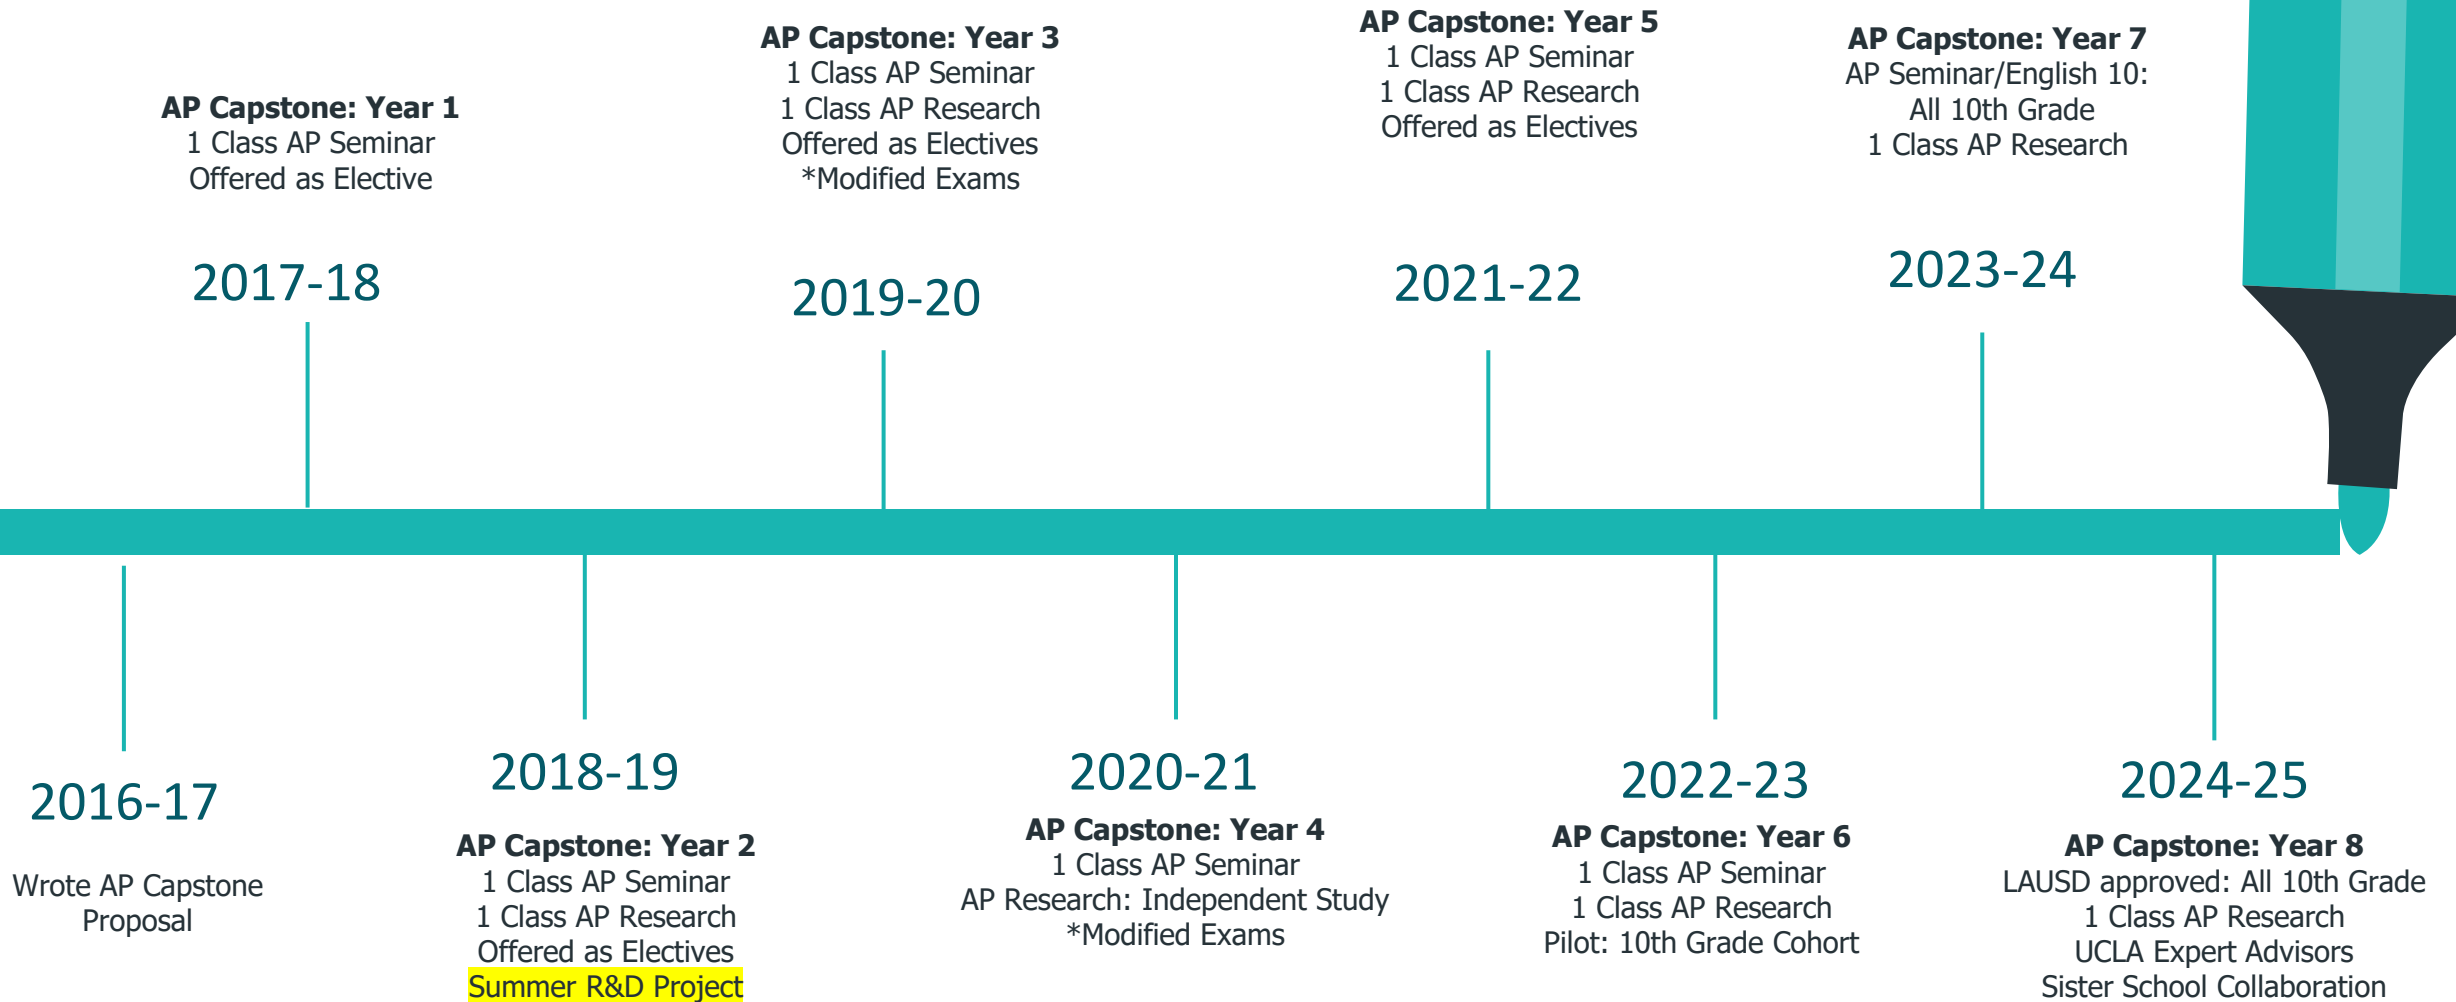 AP Capstone: Year 1
1 Class AP Seminar
Offered as Elective
2017-18
AP Capstone: Year 3
1 Class AP Seminar
1 Class AP Research
Offered as Electives
*Modified Exams
2019-20
AP Capstone: Year 5
1 Class AP Seminar
1 Class AP Research
Offered as Electives
2021-22
AP Capstone: Year 7
AP Seminar/English 10:
All 10th Grade
1 Class AP Research
2023-24
2016-17
Wrote AP Capstone
Proposal
2018-19
AP Capstone: Year 2
1 Class AP Seminar
1 Class AP Research
Offered as Electives
Summer R&D Project
2020-21
AP Capstone: Year 4
1 Class AP Seminar
AP Research: Independent Study
*Modified Exams
2022-23
AP Capstone: Year 6
1 Class AP Seminar
1 Class AP Research
Pilot: 10th Grade Cohort
2024-25
AP Capstone: Year 8
LAUSD approved: All 10th Grade
1 Class AP Research
UCLA Expert Advisors
Sister School Collaboration